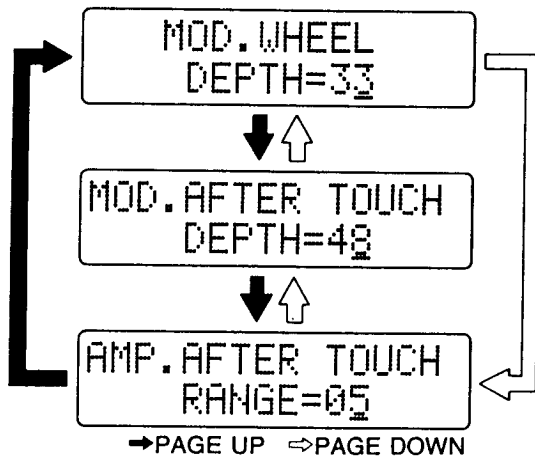 MOD.WHEEL
DEPTH=33
MOD.AFTER TOUCH
DEPTH=48
AMP.AFTER TOUCH
RANGE=05
➡PAGE UP ⇨PAGE DOWN